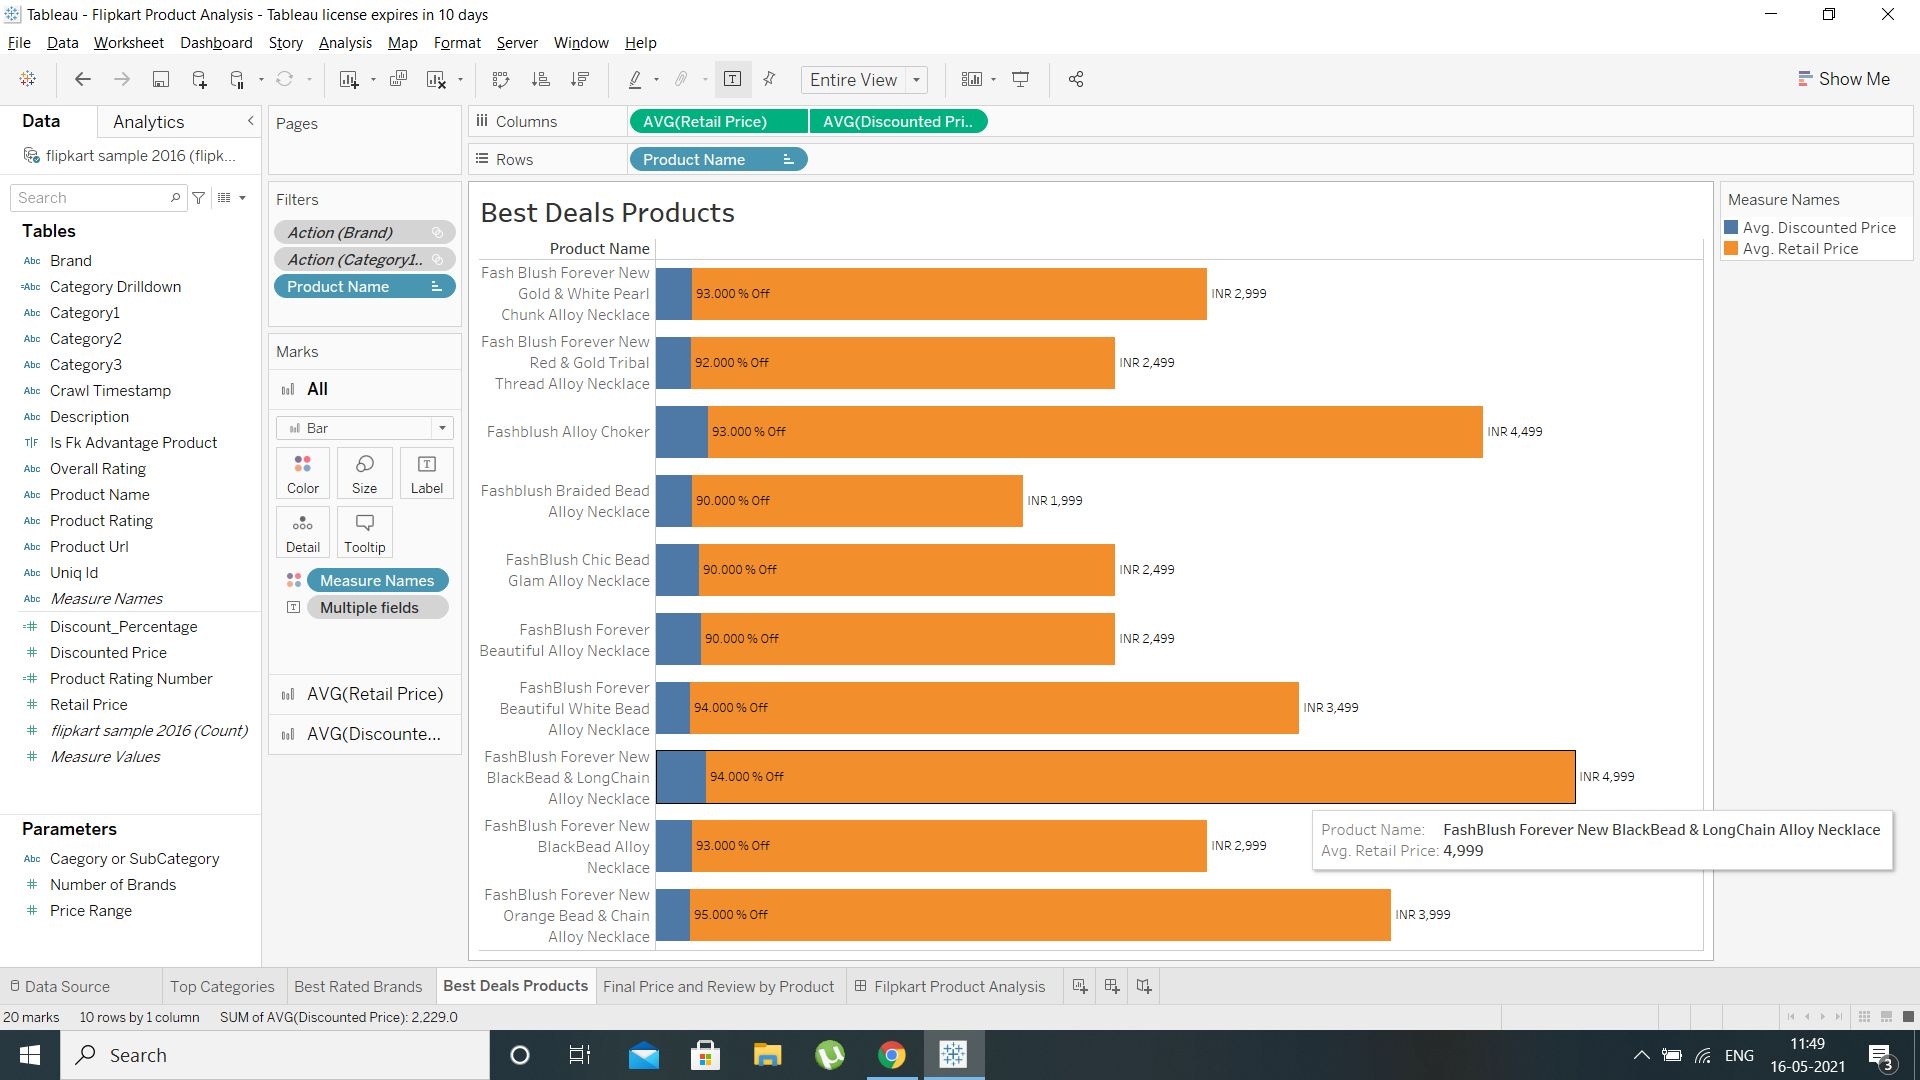 Tableau - Flipkart Product Analysis - Tableau license expires in 10 days
File Data Worksheet Dashboard Story Analysis Map Format Server Window Help
Entire View
Show Me
Data Analytics
flipkart sample 2016 (flipk...
Search
Tables
Abc Brand
=Abc Category Drilldown
Abc Category1
Abc Category2
Abc Category3
Abc Crawl Timestamp
Abc Description
T|F Is Fk Advantage Product
Abc Overall Rating
Abc Product Name
Abc Product Rating
Abc Product Url
Abc Uniq Id
Abc Measure Names
=# Discount_Percentage
# Discounted Price
=# Product Rating Number
# Retail Price
# flipkart sample 2016 (Count)
# Measure Values
Parameters
Abc Caegory or SubCategory
# Number of Brands
# Price Range
Pages
Filters
Action (Brand)
Action (Category1..
Product Name
Marks
All
Bar
Color Size Label
Detail Tooltip
Measure Names
Multiple fields
AVG(Retail Price)
AVG(Discounte...
Columns AVG(Retail Price) AVG(Discounted Pri..
Rows Product Name
Best Deals Products
Product Name
Fash Blush Forever New
Gold & White Pearl
Chunk Alloy Necklace
93.000 % Off INR 2,999
Fash Blush Forever New
Red & Gold Tribal
Thread Alloy Necklace
92.000 % Off INR 2,499
Fashblush Alloy Choker
93.000 % Off INR 4,499
Fashblush Braided Bead
Alloy Necklace
90.000 % Off INR 1,999
FashBlush Chic Bead
Glam Alloy Necklace
90.000 % Off INR 2,499
FashBlush Forever
Beautiful Alloy Necklace
90.000 % Off INR 2,499
FashBlush Forever
Beautiful White Bead
Alloy Necklace
94.000 % Off INR 3,499
FashBlush Forever New
BlackBead & LongChain
Alloy Necklace
94.000 % Off INR 4,999
FashBlush Forever New
BlackBead Alloy
Necklace
93.000 % Off INR 2,999
FashBlush Forever New
Orange Bead & Chain
Alloy Necklace
95.000 % Off INR 3,999
Product Name: FashBlush Forever New BlackBead & LongChain Alloy Necklace
Avg. Retail Price: 4,999
Measure Names
Avg. Discounted Price
Avg. Retail Price
Data Source Top Categories Best Rated Brands Best Deals Products Final Price and Review by Product Filpkart Product Analysis
20 marks 10 rows by 1 column SUM of AVG(Discounted Price): 2,229.0
Search
ENG
11:49
16-05-2021
3